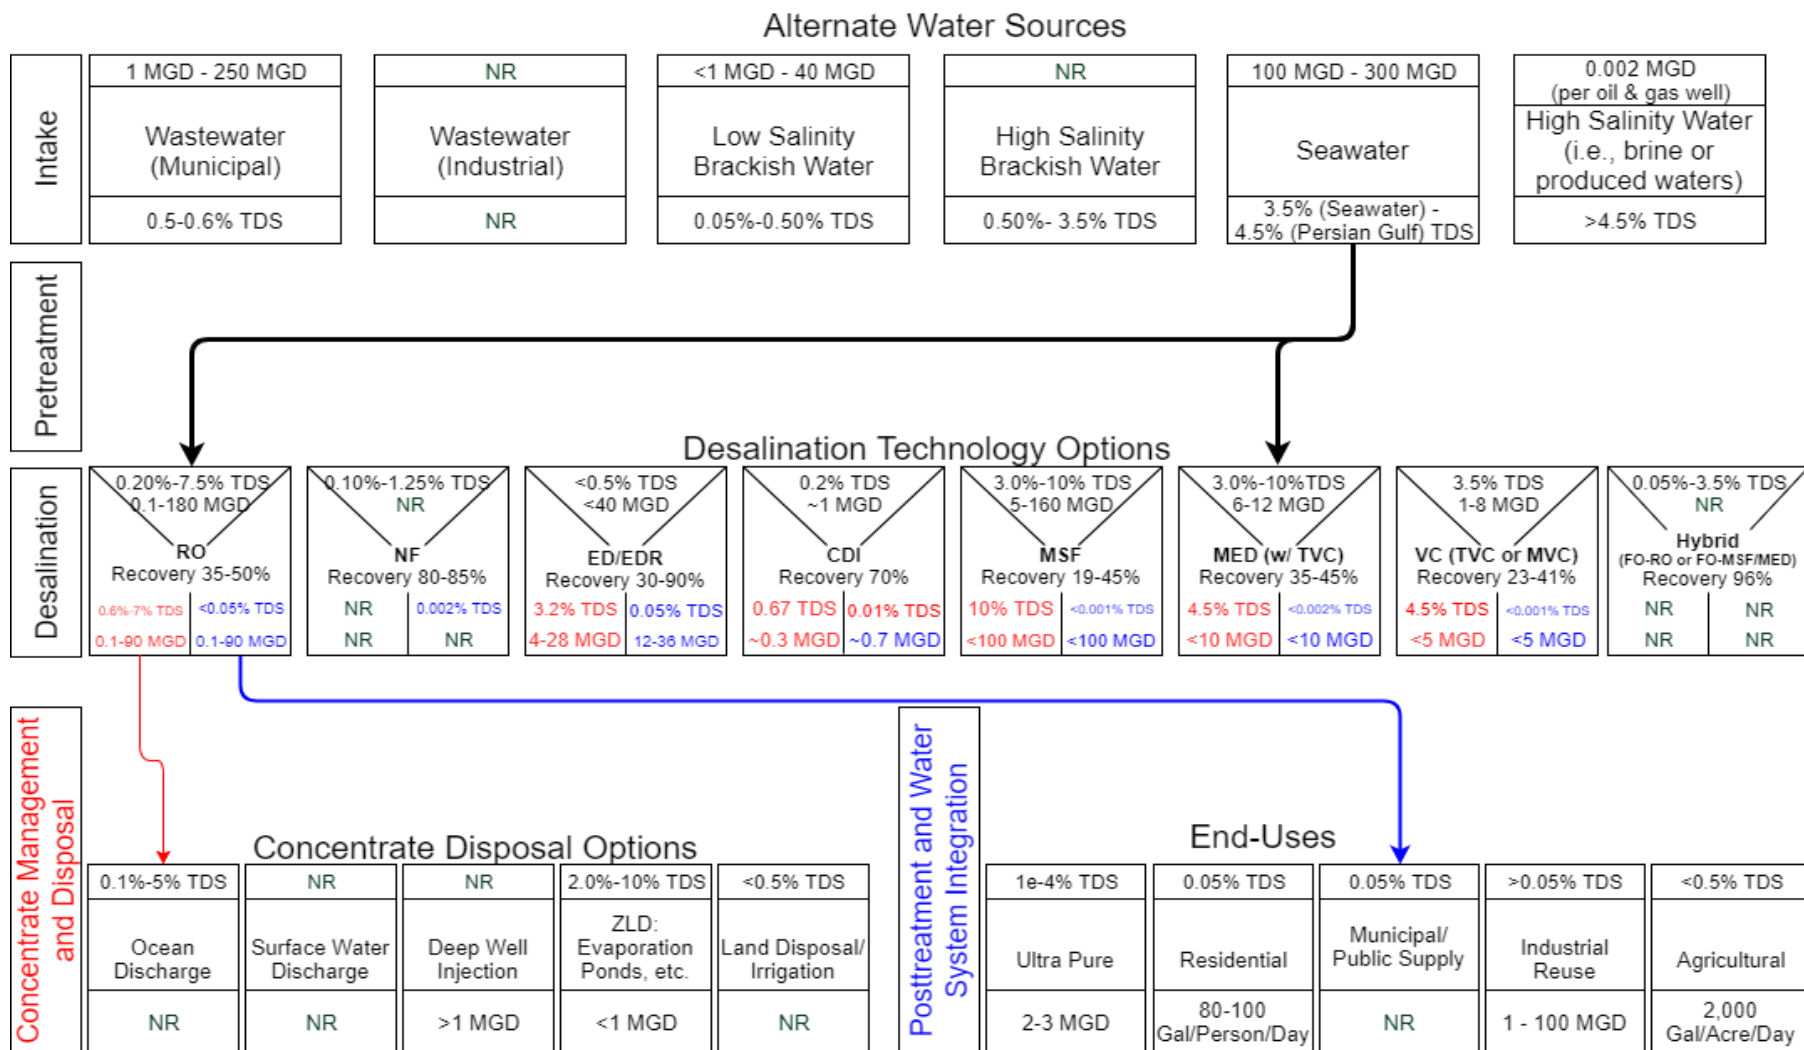 Alternate Water Sources
Intake
1 MGD - 250 MGD
Wastewater
(Municipal)
0.5-0.6% TDS
NR
Wastewater
(Industrial)
NR
<1 MGD - 40 MGD
Low Salinity
Brackish Water
0.05%-0.50% TDS
NR
High Salinity
Brackish Water
0.50%- 3.5% TDS
100 MGD - 300 MGD
Seawater
3.5% (Seawater) -
4.5% (Persian Gulf) TDS
0.002 MGD
(per oil & gas well)
High Salinity Water
(i.e., brine or
produced waters)
>4.5% TDS
Pretreatment
Desalination Technology Options
Desalination
0.20%-7.5% TDS
0.1-180 MGD
RO
Recovery 35-50%
0.6%-7% TDS
<0.05% TDS
0.1-90 MGD
0.1-90 MGD
0.10%-1.25% TDS
NR
NF
Recovery 80-85%
NR
0.002% TDS
NR
NR
<0.5% TDS
<40 MGD
ED/EDR
Recovery 30-90%
3.2% TDS
0.05% TDS
4-28 MGD
12-36 MGD
0.2% TDS
~1 MGD
CDI
Recovery 70%
0.67 TDS
0.01% TDS
~0.3 MGD
~0.7 MGD
3.0%-10% TDS
5-160 MGD
MSF
Recovery 19-45%
10% TDS
<0.001% TDS
<100 MGD
<100 MGD
3.0%-10%TDS
6-12 MGD
MED (w/ TVC)
Recovery 35-45%
4.5% TDS
<0.002% TDS
<10 MGD
<10 MGD
3.5% TDS
1-8 MGD
VC (TVC or MVC)
Recovery 23-41%
4.5% TDS
<0.001% TDS
<5 MGD
<5 MGD
0.05%-3.5% TDS
NR
Hybrid
(FO-RO or FO-MSF/MED)
Recovery 96%
NR
NR
NR
NR
Concentrate Management
and Disposal
Concentrate Disposal Options
0.1%-5% TDS
Ocean
Discharge
NR
NR
Surface Water
Discharge
NR
NR
Deep Well
Injection
>1 MGD
2.0%-10% TDS
ZLD:
Evaporation
Ponds, etc.
<1 MGD
<0.5% TDS
Land Disposal/
Irrigation
NR
Posttreatment and Water
System Integration
End-Uses
1e-4% TDS
Ultra Pure
2-3 MGD
0.05% TDS
Residential
80-100
Gal/Person/Day
0.05% TDS
Municipal/
Public Supply
NR
>0.05% TDS
Industrial
Reuse
1 - 100 MGD
<0.5% TDS
Agricultural
2,000
Gal/Acre/Day